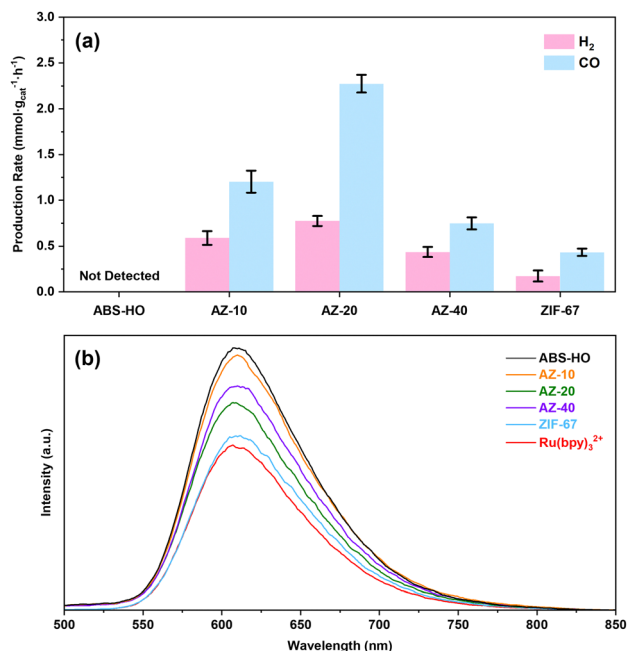 (a)
H₂
CO
Production Rate (mmol·gcat⁻¹·h⁻¹)
3.0
2.5
2.0
1.5
1.0
0.5
0.0
Not Detected
ABS-HO AZ-10 AZ-20 AZ-40 ZIF-67
(b)
ABS-HO
AZ-10
AZ-20
AZ-40
ZIF-67
Ru(bpy)₃²⁺
Intensity (a.u.)
500 550 600 650 700 750 800 850
Wavelength (nm)